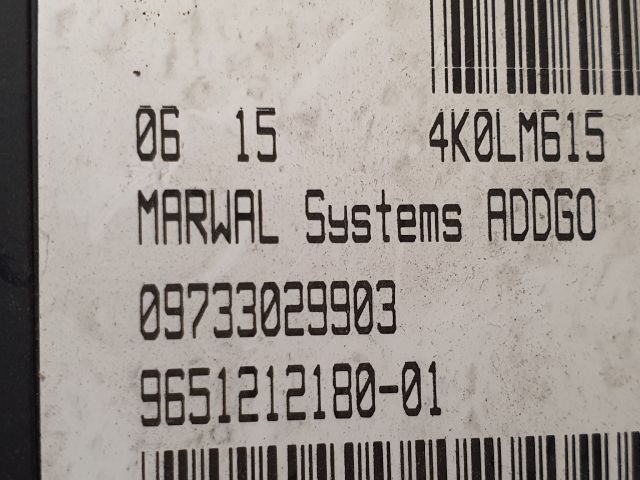 06 15 4K0LM615
MARWAL Systems ADDGO
09733029903
9651212180-01